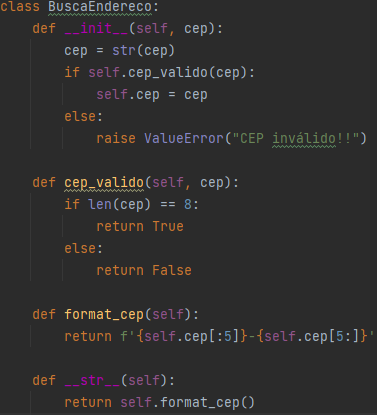 class BuscaEndereco:
    def __init__(self, cep):
        cep = str(cep)
        if self.cep_valido(cep):
            self.cep = cep
        else:
            raise ValueError("CEP inválido!!")

    def cep_valido(self, cep):
        if len(cep) == 8:
            return True
        else:
            return False

    def format_cep(self):
        return f'{self.cep[:5]}-{self.cep[5:]}'

    def __str__(self):
        return self.format_cep()